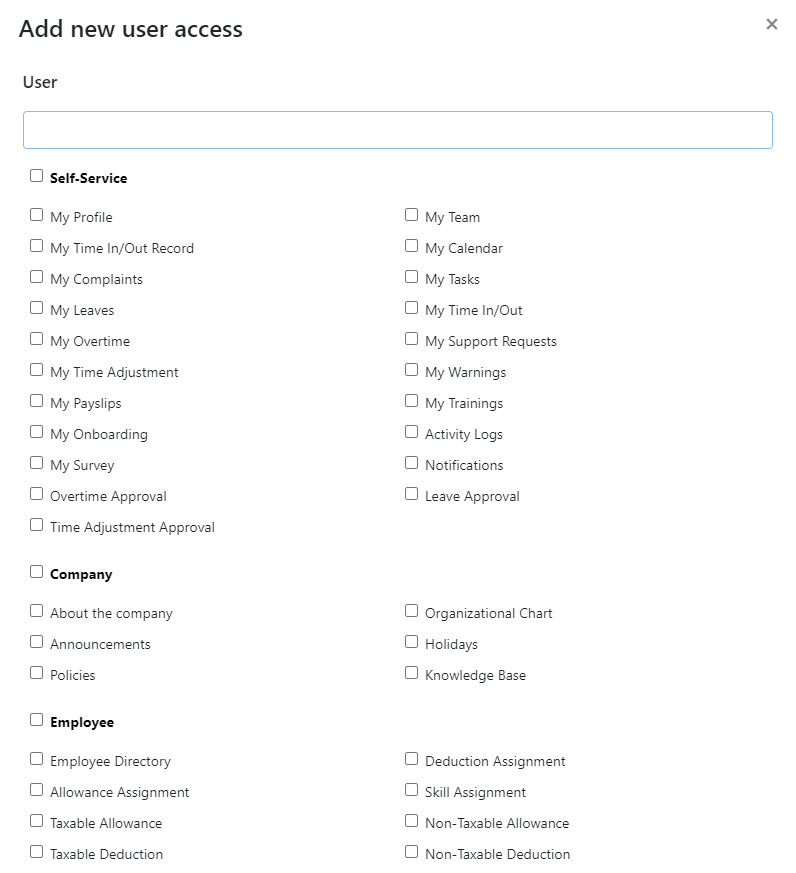 Add new user access
×
User
Self-Service
My Profile
My Team
My Time In/Out Record
My Calendar
My Complaints
My Tasks
My Leaves
My Time In/Out
My Overtime
My Support Requests
My Time Adjustment
My Warnings
My Payslips
My Trainings
My Onboarding
Activity Logs
My Survey
Notifications
Overtime Approval
Leave Approval
Time Adjustment Approval
Company
About the company
Organizational Chart
Announcements
Holidays
Policies
Knowledge Base
Employee
Employee Directory
Deduction Assignment
Allowance Assignment
Skill Assignment
Taxable Allowance
Non-Taxable Allowance
Taxable Deduction
Non-Taxable Deduction